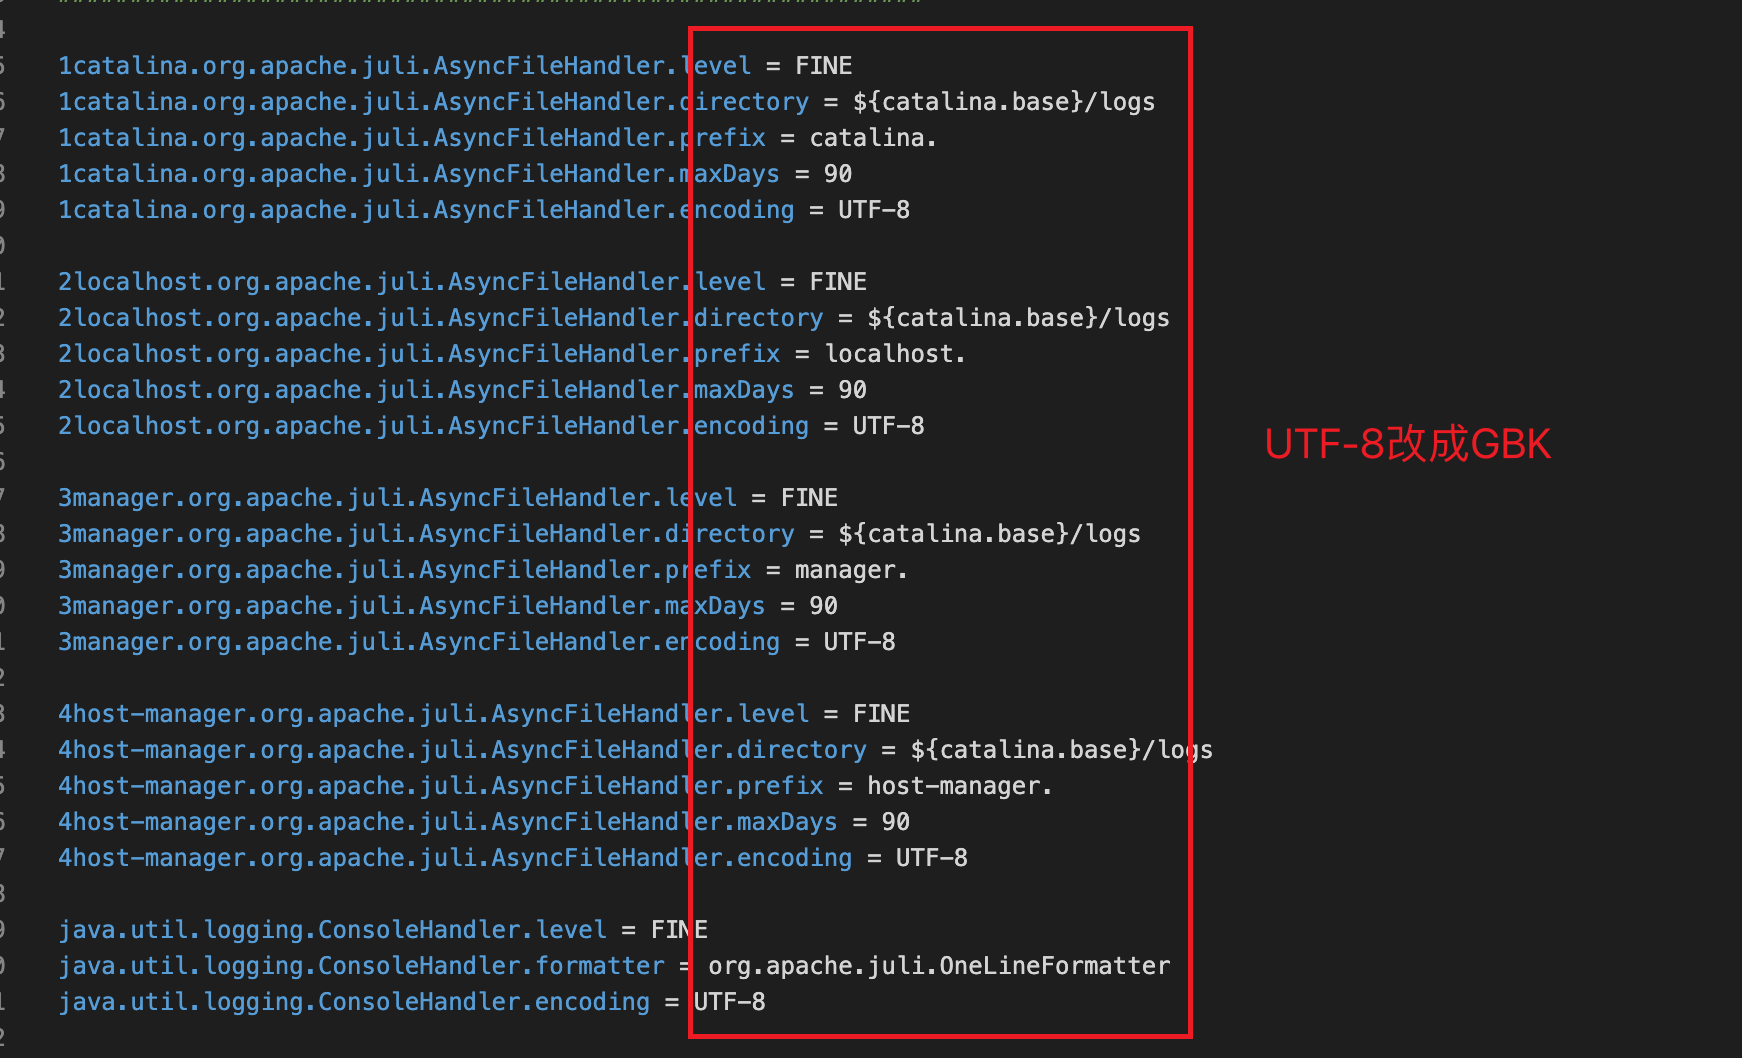 1catalina.org.apache.juli.AsyncFileHandler.level = FINE
1catalina.org.apache.juli.AsyncFileHandler.directory = ${catalina.base}/logs
1catalina.org.apache.juli.AsyncFileHandler.prefix = catalina.
1catalina.org.apache.juli.AsyncFileHandler.maxDays = 90
1catalina.org.apache.juli.AsyncFileHandler.encoding = UTF-8
2localhost.org.apache.juli.AsyncFileHandler.level = FINE
2localhost.org.apache.juli.AsyncFileHandler.directory = ${catalina.base}/logs
2localhost.org.apache.juli.AsyncFileHandler.prefix = localhost.
2localhost.org.apache.juli.AsyncFileHandler.maxDays = 90
2localhost.org.apache.juli.AsyncFileHandler.encoding = UTF-8
UTF-8改成GBK
3manager.org.apache.juli.AsyncFileHandler.level = FINE
3manager.org.apache.juli.AsyncFileHandler.directory = ${catalina.base}/logs
3manager.org.apache.juli.AsyncFileHandler.prefix = manager.
3manager.org.apache.juli.AsyncFileHandler.maxDays = 90
3manager.org.apache.juli.AsyncFileHandler.encoding = UTF-8
4host-manager.org.apache.juli.AsyncFileHandler.level = FINE
4host-manager.org.apache.juli.AsyncFileHandler.directory = ${catalina.base}/logs
4host-manager.org.apache.juli.AsyncFileHandler.prefix = host-manager.
4host-manager.org.apache.juli.AsyncFileHandler.maxDays = 90
4host-manager.org.apache.juli.AsyncFileHandler.encoding = UTF-8
java.util.logging.ConsoleHandler.level = FINE
java.util.logging.ConsoleHandler.formatter = org.apache.juli.OneLineFormatter
java.util.logging.ConsoleHandler.encoding = UTF-8